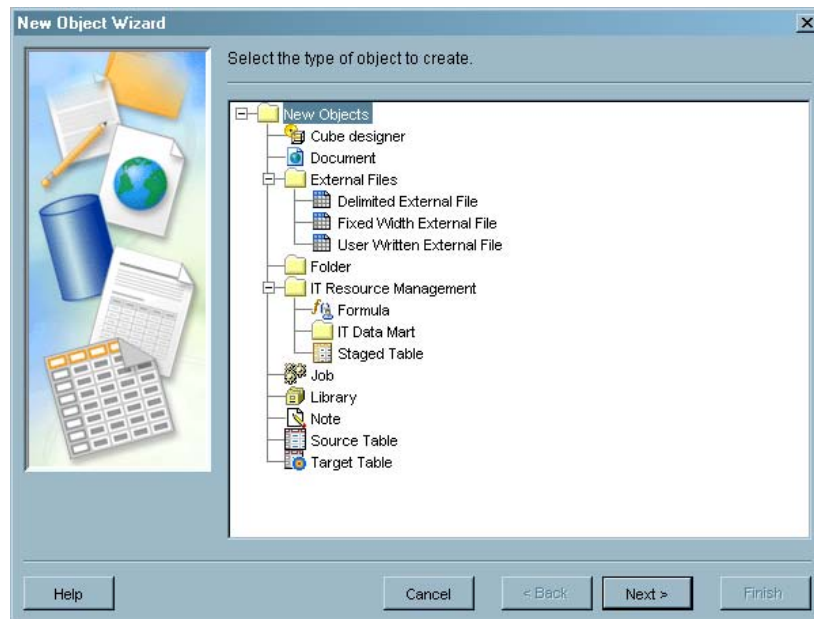 New Object Wizard
Select the type of object to create.
New Objects
Cube designer
Document
External Files
Delimited External File
Fixed Width External File
User Written External File
Folder
IT Resource Management
Formula
IT Data Mart
Staged Table
Job
Library
Note
Source Table
Target Table
Help
Cancel
< Back
Next >
Finish